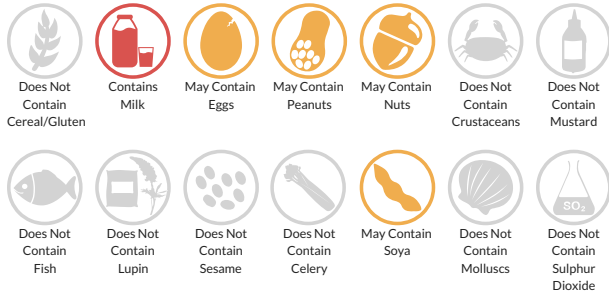 Does Not
Contain
Cereal/Gluten
Contains
Milk
May Contain
Eggs
May Contain
Peanuts
May Contain
Nuts
Does Not
Contain
Crustaceans
Does Not
Contain
Mustard
SO2
Does Not
Contain
Fish
Does Not
Contain
Lupin
Does Not
Contain
Sesame
Does Not
Contain
Celery
May Contain
Soya
Does Not
Contain
Molluscs
Does Not
Contain
Sulphur
Dioxide